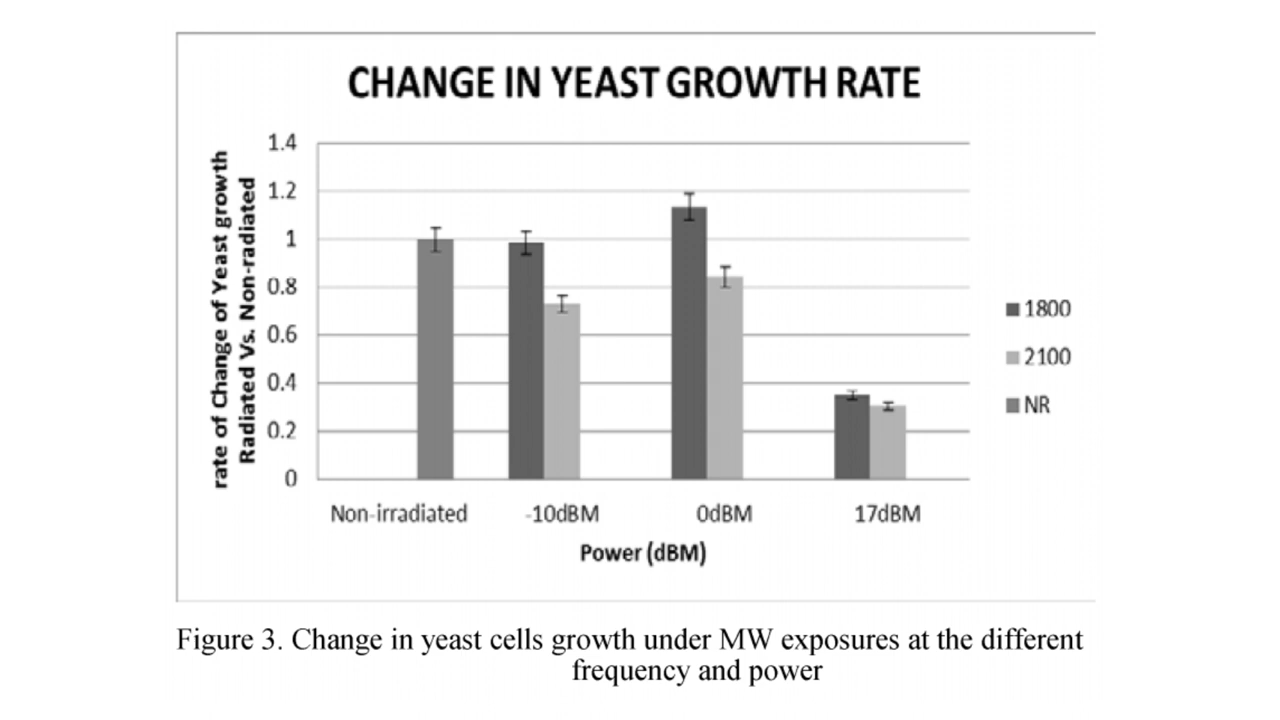 CHANGE IN YEAST GROWTH RATE
rate of Change of Yeast growth
Radiated Vs. Non-radiated
1.4
1.2
1
0.8
0.6
0.4
0.2
0
Non-irradiated
-10dBM
0dBM
17dBM
Power (dBM)
1800
2100
NR
Figure 3. Change in yeast cells growth under MW exposures at the different
frequency and power